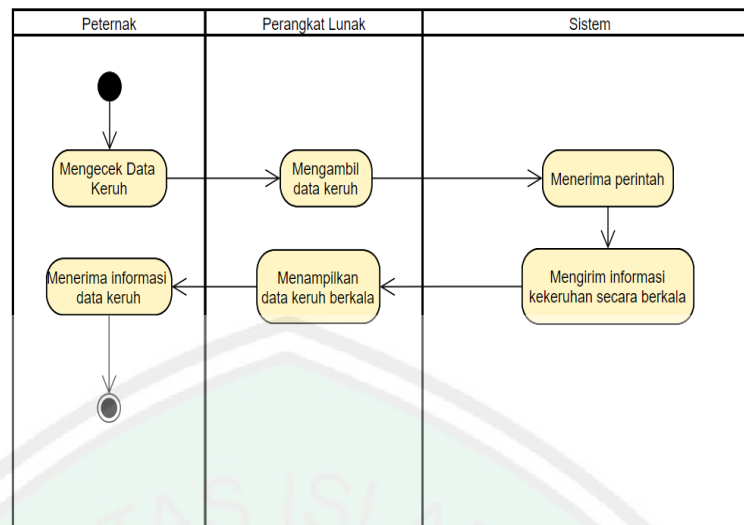 Peternak
Perangkat Lunak
Sistem
Mengecek Data
Keruh
Mengambil
data keruh
Menerima perintah
Menerima informasi
data keruh
Menampilkan
data keruh berkala
Mengirim informasi
kekeruhan secara berkala